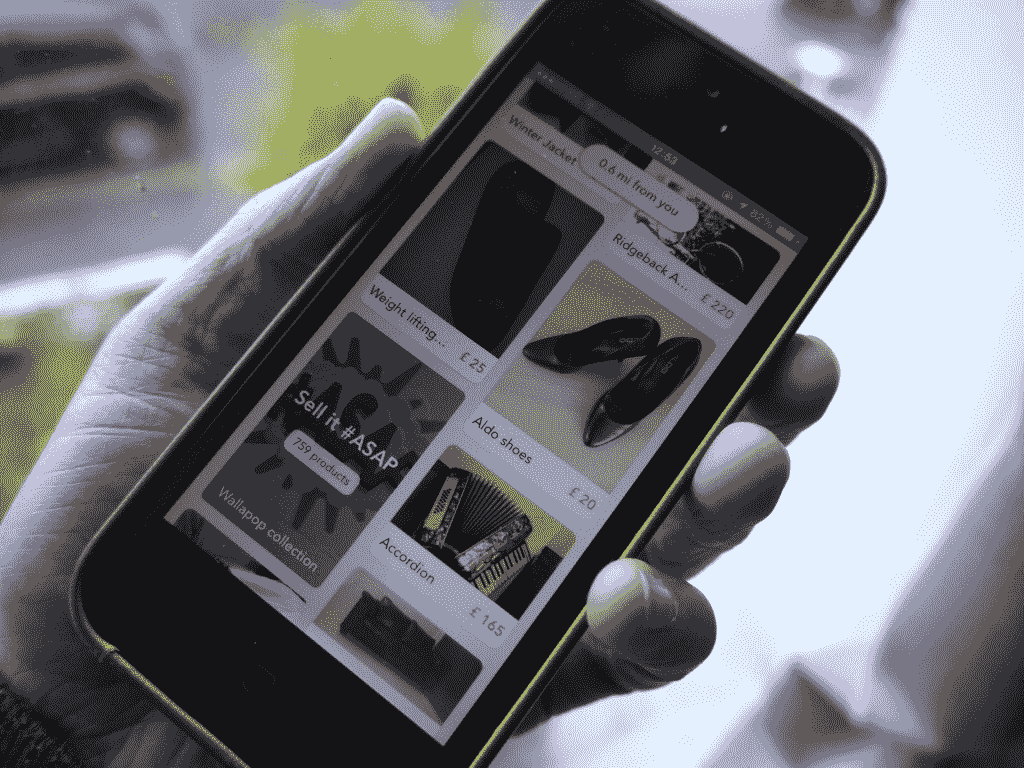 12:53
82%
Winter Jacket
0.6 mi from you
Ridgeback A...
£ 220
Weight lifting...
£ 25
Aldo shoes
£ 20
Sell it #ASAP
759 products
Wallapop collection
Accordion
£ 165